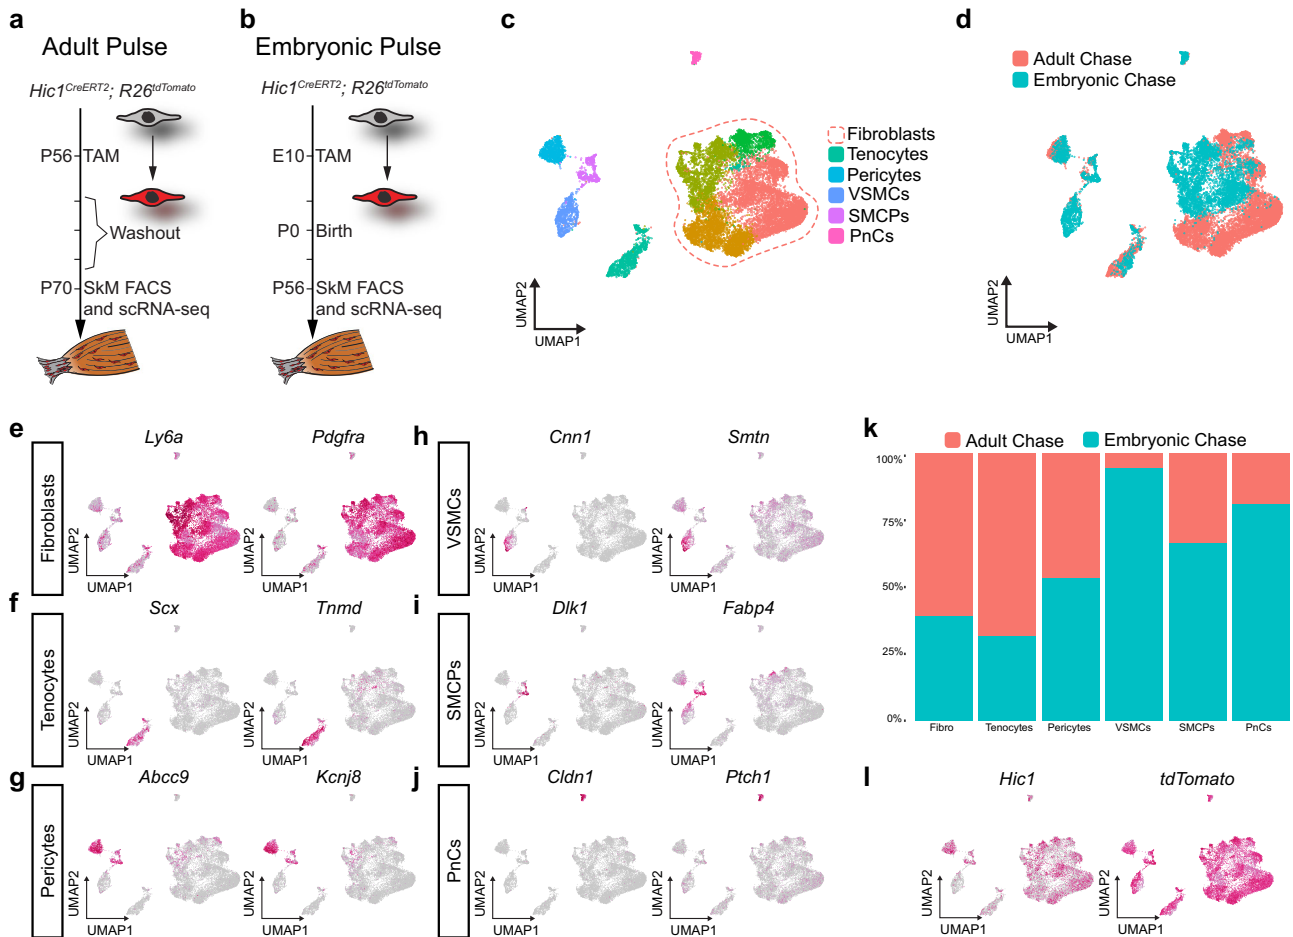 a
Adult Pulse
Hic1CreERT2; R26tdTomato
P56 TAM
Washout
P70 SkM FACS
and scRNA-seq
b
Embryonic Pulse
Hic1CreERT2; R26tdTomato
E10 TAM
P0 Birth
P56 SkM FACS
and scRNA-seq
c
Fibroblasts
Tenocytes
Pericytes
VSMCs
SMCPs
PnCs
UMAP2
UMAP1
d
Adult Chase
Embryonic Chase
UMAP2
UMAP1
e
Fibroblasts
Ly6a
Pdgfra
UMAP2
UMAP1
UMAP2
UMAP1
f
Tenocytes
Scx
Tnmd
UMAP2
UMAP1
UMAP2
UMAP1
g
Pericytes
Abcc9
Kcnj8
UMAP2
UMAP1
UMAP2
UMAP1
h
VSMCs
Cnn1
Smtn
UMAP2
UMAP1
UMAP2
UMAP1
i
SMCPs
Dlk1
Fabp4
UMAP2
UMAP1
UMAP2
UMAP1
j
PnCs
Cldn1
Ptch1
UMAP2
UMAP1
UMAP2
UMAP1
k
Adult Chase
Embryonic Chase
100%
75%
50%
25%
0%
Fibro Tenocytes Pericytes VSMCs SMCPs PnCs
l
Hic1
tdTomato
UMAP2
UMAP1
UMAP2
UMAP1